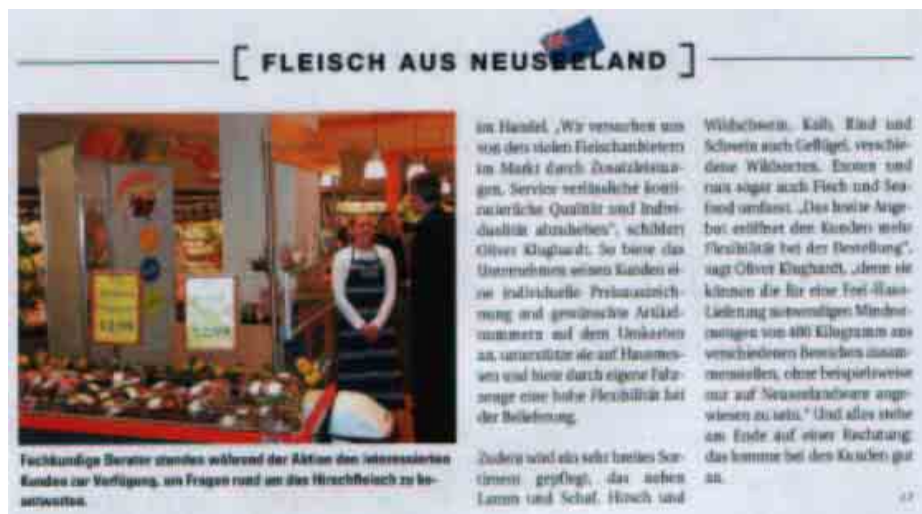 [ FLEISCH AUS NEUSEELAND ]
Fachkundige Berater standen während der Aktion den interessierten
Kunden zur Verfügung, um Fragen rund um das Hirschfleisch zu be-
antworten.
im Handel. „Wir versuchen uns
von den vielen Fleischanbietern
im Markt durch Zusatzleistun-
gen, Service verlässliche konti-
nuierliche Qualität und Indivi-
dualität abzuheben“, schildert
Oliver Klughardt. So biete das
Unternehmen seinen Kunden ei-
ne individuelle Preisauszeich-
nung und gewünschte Artikel-
nummern auf dem Umkarton
an, unterstütze sie auf Hausmes-
sen und biete durch eigene Fahr-
zeuge eine hohe Flexibilität bei
der Belieferung.
Zudem wird ein sehr breites Sor-
timent gepflegt, das neben
Lamm und Schaf, Hirsch und
Wildschwein, Kalb, Rind und
Schwein auch Geflügel, verschie-
dene Wildsorten, Exoten und
nun sogar auch Fisch und Sea-
food umfasst. „Das breite Ange-
bot eröffnet den Kunden mehr
Flexibilität bei der Bestellung“,
sagt Oliver Klughardt, „denn sie
können die für eine Frei-Haus-
Lieferung notwendigen Mindest-
mengen von 400 Kilogramm aus
verschiedenen Bereichen zusam-
menstellen, ohne beispielsweise
nur auf Neuseelandware ange-
wiesen zu sein.“ Und alles stehe
am Ende auf einer Rechnung;
das komme bei den Kunden gut
an.